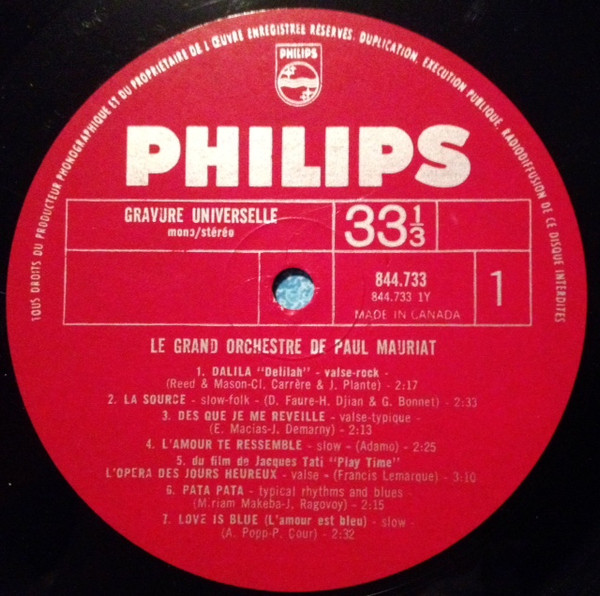 TOUS DROITS DU PRODUCTEUR PHONOGRAPHIQUE ET DU PROPRIÉTAIRE DE L'ŒUVRE ENREGISTRÉE RÉSERVÉS. DUPLICATION, EXÉCUTION PUBLIQUE, RADIODIFFUSION DE CE DISQUE INTERDITES
PHILIPS
PHILIPS
GRAVURE UNIVERSELLE
mono/stéréo
33 1/3
844.733
844.733 1Y
MADE IN CANADA
1
LE GRAND ORCHESTRE DE PAUL MAURIAT
1. DALILA "Delilah" - valse-rock -
(Reed & Mason-Cl. Carrère & J. Plante) - 2:17
2. LA SOURCE - slow-folk - (D. Faure-H. Djian & G. Bonnet) - 2:33
3. DES QUE JE ME REVEILLE - valse-typique -
(E. Macias-J. Demarny) - 2:13
4. L'AMOUR TE RESSEMBLE - slow - (Adamo) - 2:25
5. du film de Jacques Tati "Play Time"
L'OPERA DES JOURS HEUREUX - valse - (Francis Lemarque) - 3:10
6. PATA PATA - typical rhythms and blues -
(M.riam Makeba-J. Ragovoy) - 2:15
7. LOVE IS BLUE (L'amour est bleu) - slow -
(A. Popp-P. Cour) - 2:32